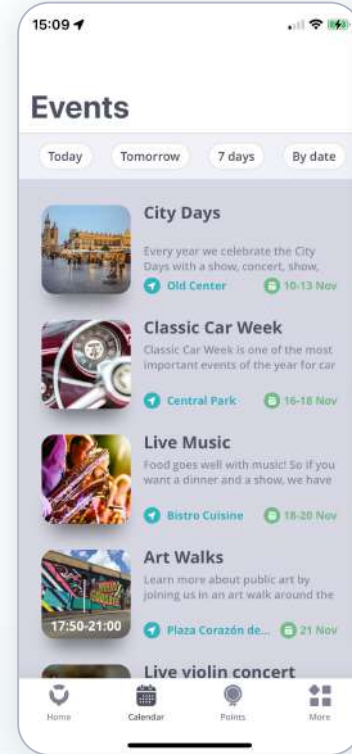 15:09
Events
Today
Tomorrow
7 days
By date
City Days
Every year we celebrate the City
Days with a show, concert, show,
Old Center
10-13 Nov
Classic Car Week
Classic Car Week is one of the most
important events of the year for car
Central Park
16-18 Nov
Live Music
Food goes well with music! So if you
want a dinner and a show, we have
Bistro Cuisine
18-20 Nov
Art Walks
Learn more about public art by
joining us in an art walk around the
17:50-21:00
Plaza Corazón de...
21 Nov
Live violin concert
Home
Calendar
Points
More